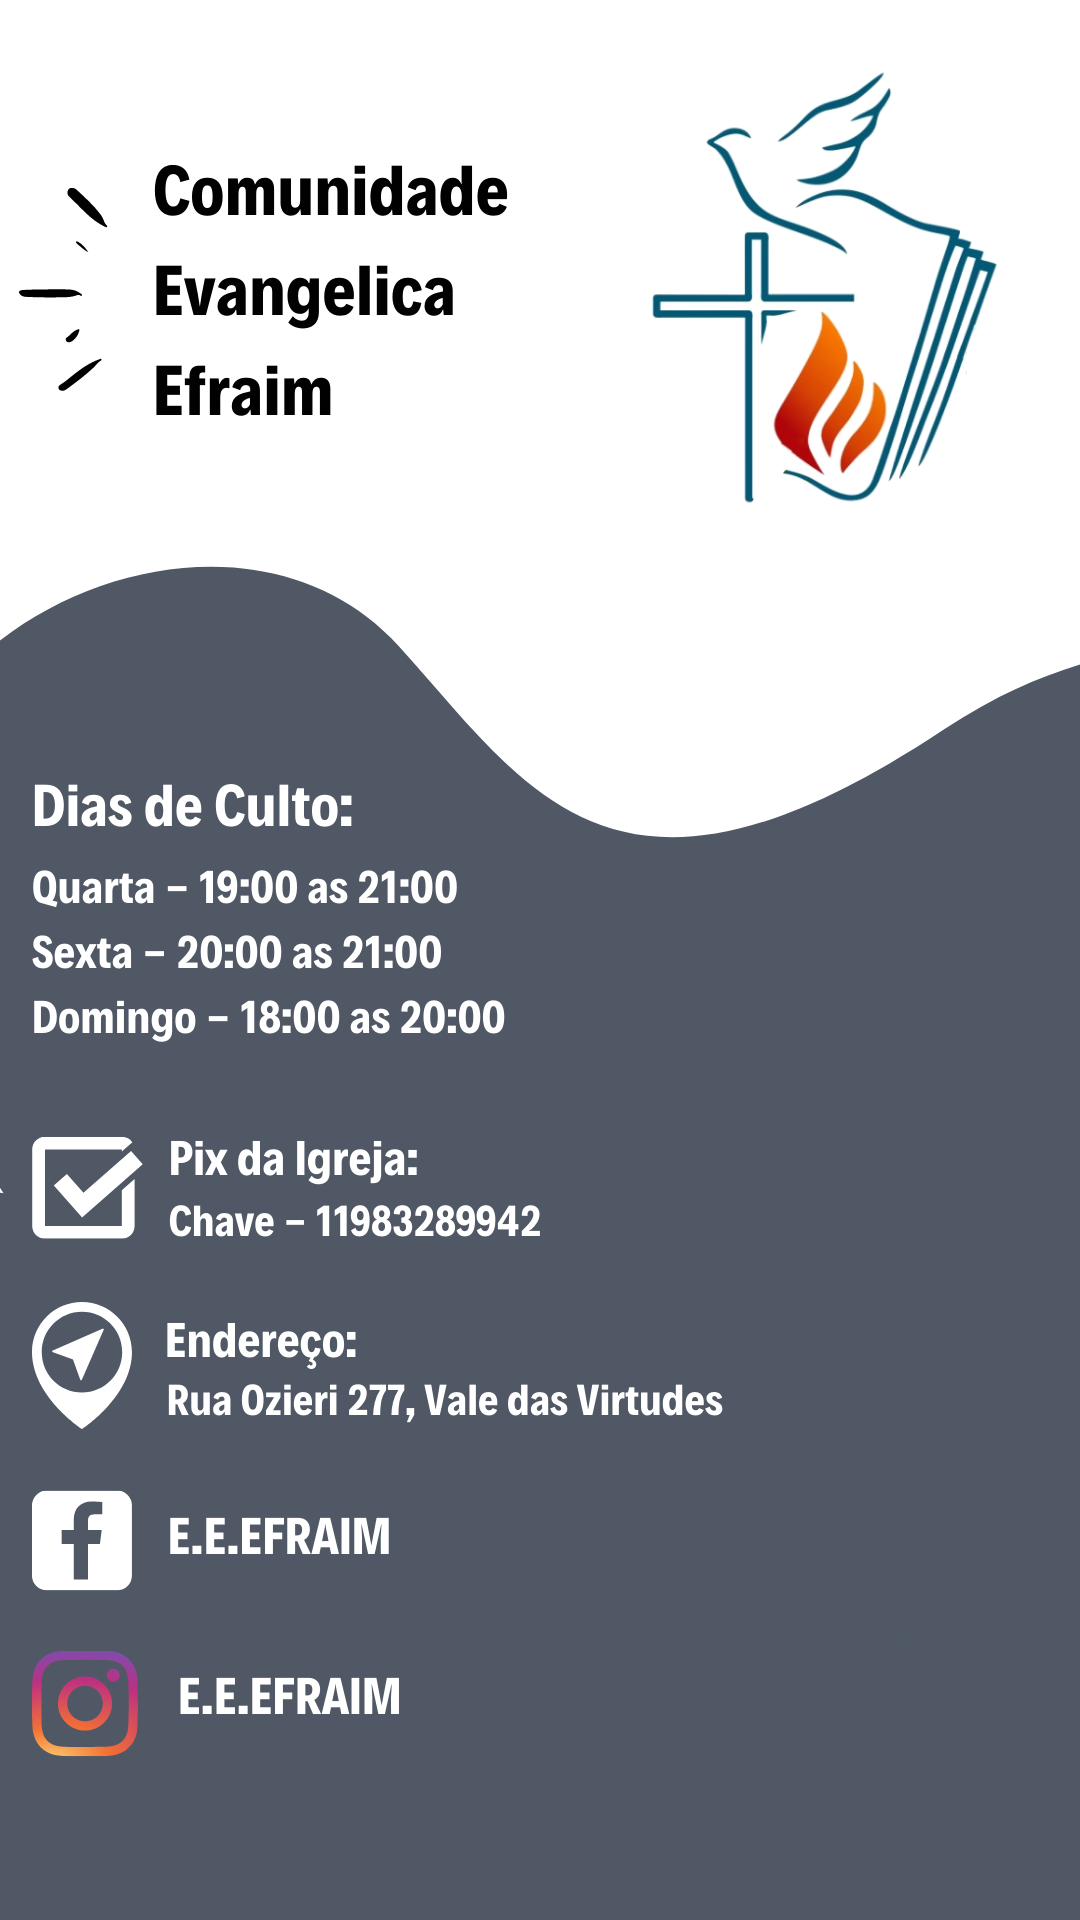 Comunidade
Evangelica
Efraim
Dias de Culto:
Quarta – 19:00 as 21:00
Sexta – 20:00 as 21:00
Domingo – 18:00 as 20:00
Pix da Igreja:
Chave – 11983289942
Endereço:
Rua Ozieri 277, Vale das Virtudes
E.E.EFRAIM
E.E.EFRAIM